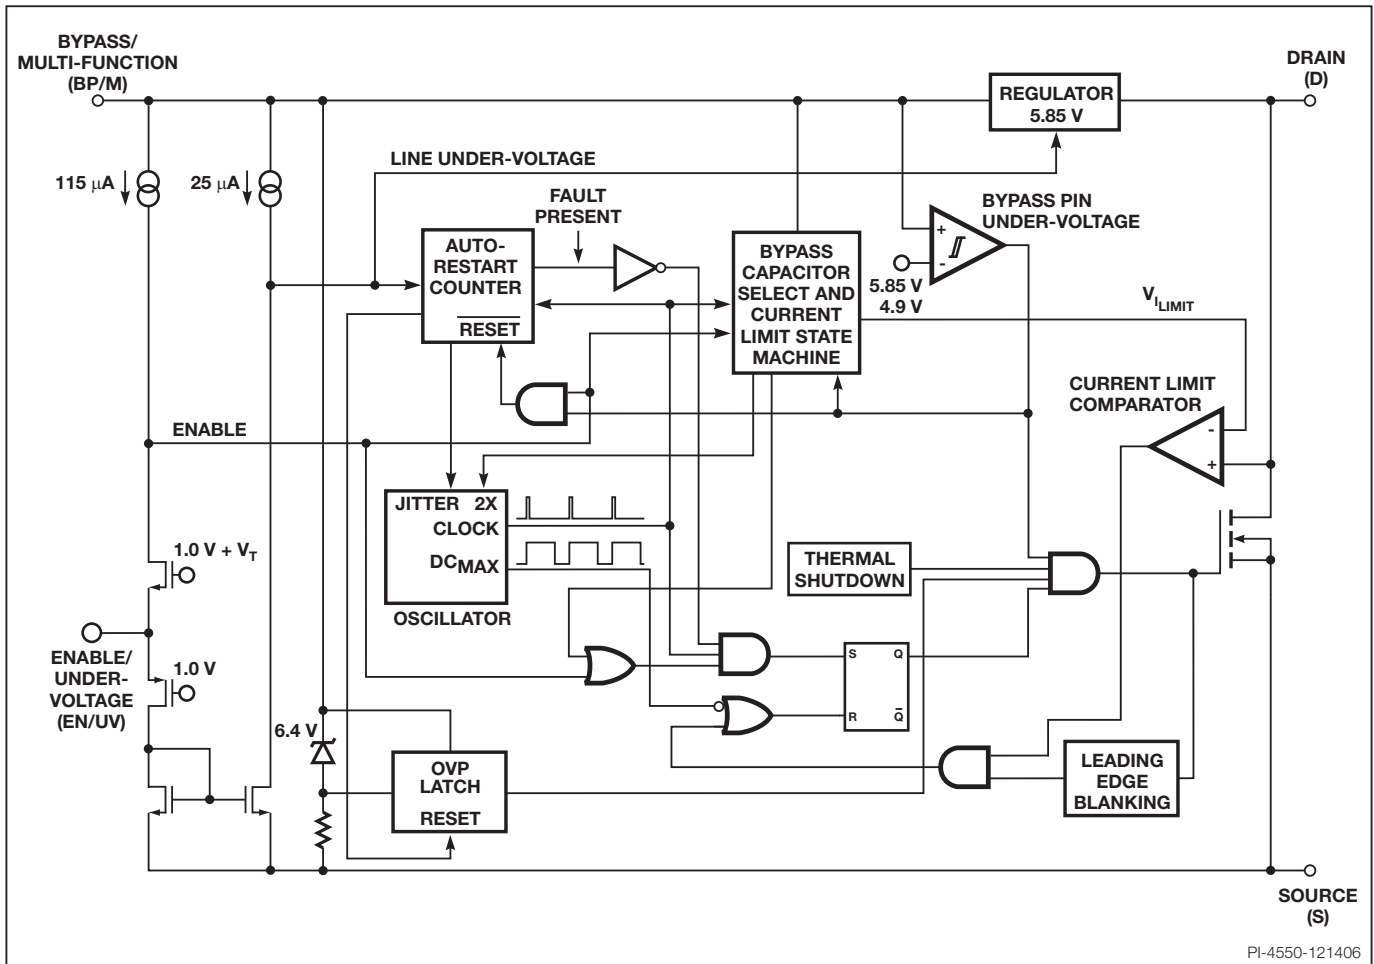 BYPASS/
MULTI-FUNCTION
(BP/M)
DRAIN
(D)
REGULATOR
5.85 V
LINE UNDER-VOLTAGE
115 µA
25 µA
FAULT
PRESENT
BYPASS PIN
UNDER-VOLTAGE
AUTO-
RESTART
COUNTER
RESET
BYPASS
CAPACITOR
SELECT AND
CURRENT
LIMIT STATE
MACHINE
+
-
5.85 V
4.9 V
VILIMIT
CURRENT LIMIT
COMPARATOR
-
+
ENABLE
JITTER 2X
CLOCK
DCMAX
OSCILLATOR
1.0 V + VT
THERMAL
SHUTDOWN
ENABLE/
UNDER-
VOLTAGE
(EN/UV)
1.0 V
S Q
R Q̅
6.4 V
OVP
LATCH
RESET
LEADING
EDGE
BLANKING
SOURCE
(S)
PI-4550-121406